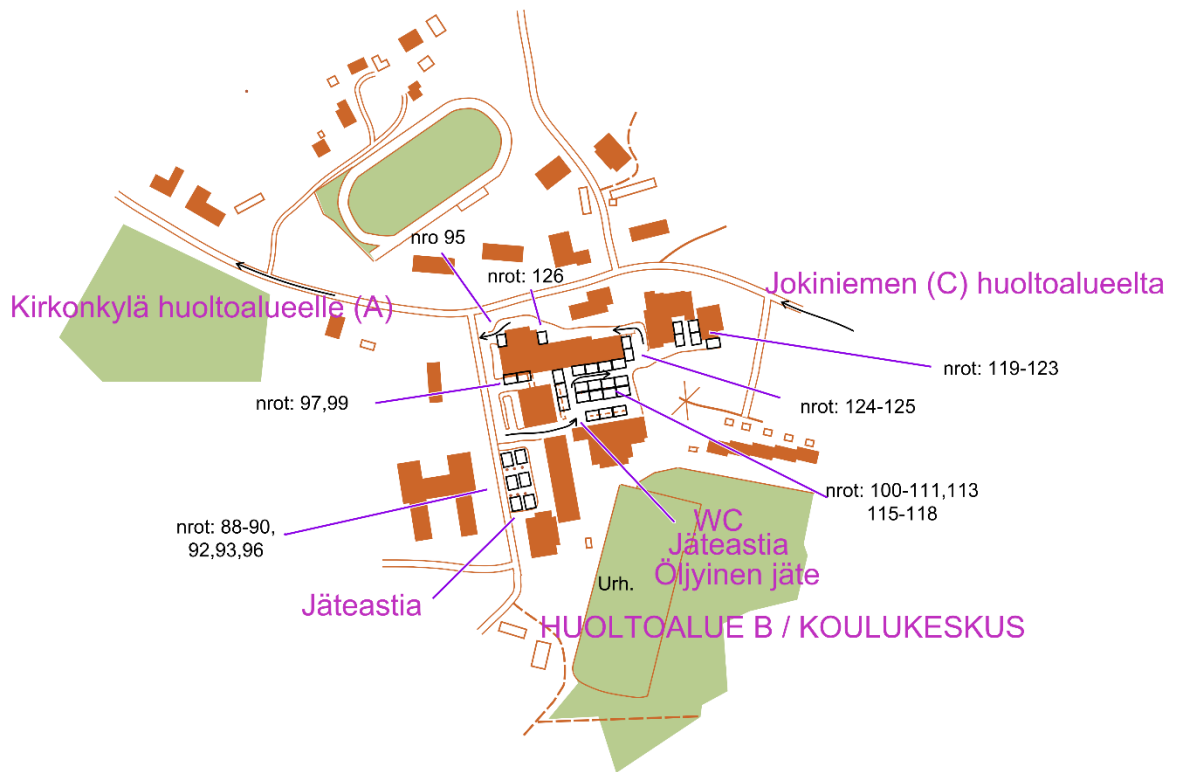 nro 95
nrot: 126
Jokiniemen (C) huoltoalueelta
Kirkonkylä huoltoalueelle (A)
nrot: 119-123
nrot: 97,99
nrot: 124-125
nrot: 100-111,113
115-118
nrot: 88-90,
92,93,96
WC
Jäteastia
Öljyinen jäte
Urh.
Jäteastia
HUOLTOALUE B / KOULUKESKUS